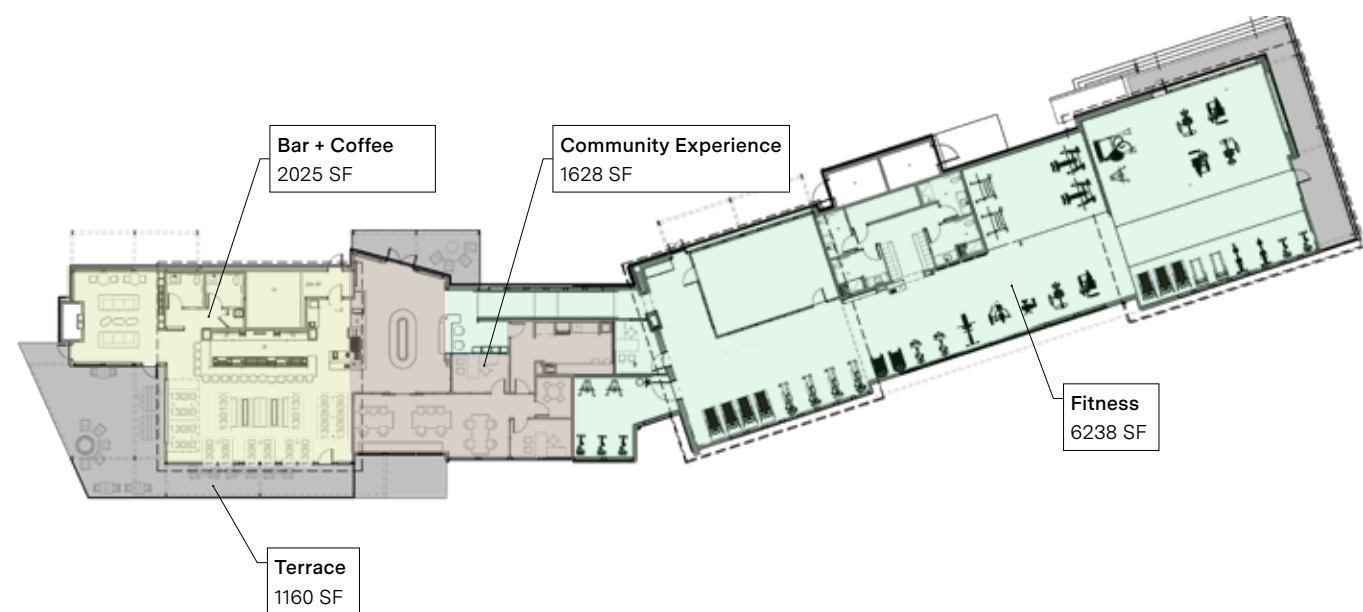 Bar + Coffee
2025 SF
Community Experience
1628 SF
Fitness
6238 SF
Terrace
1160 SF